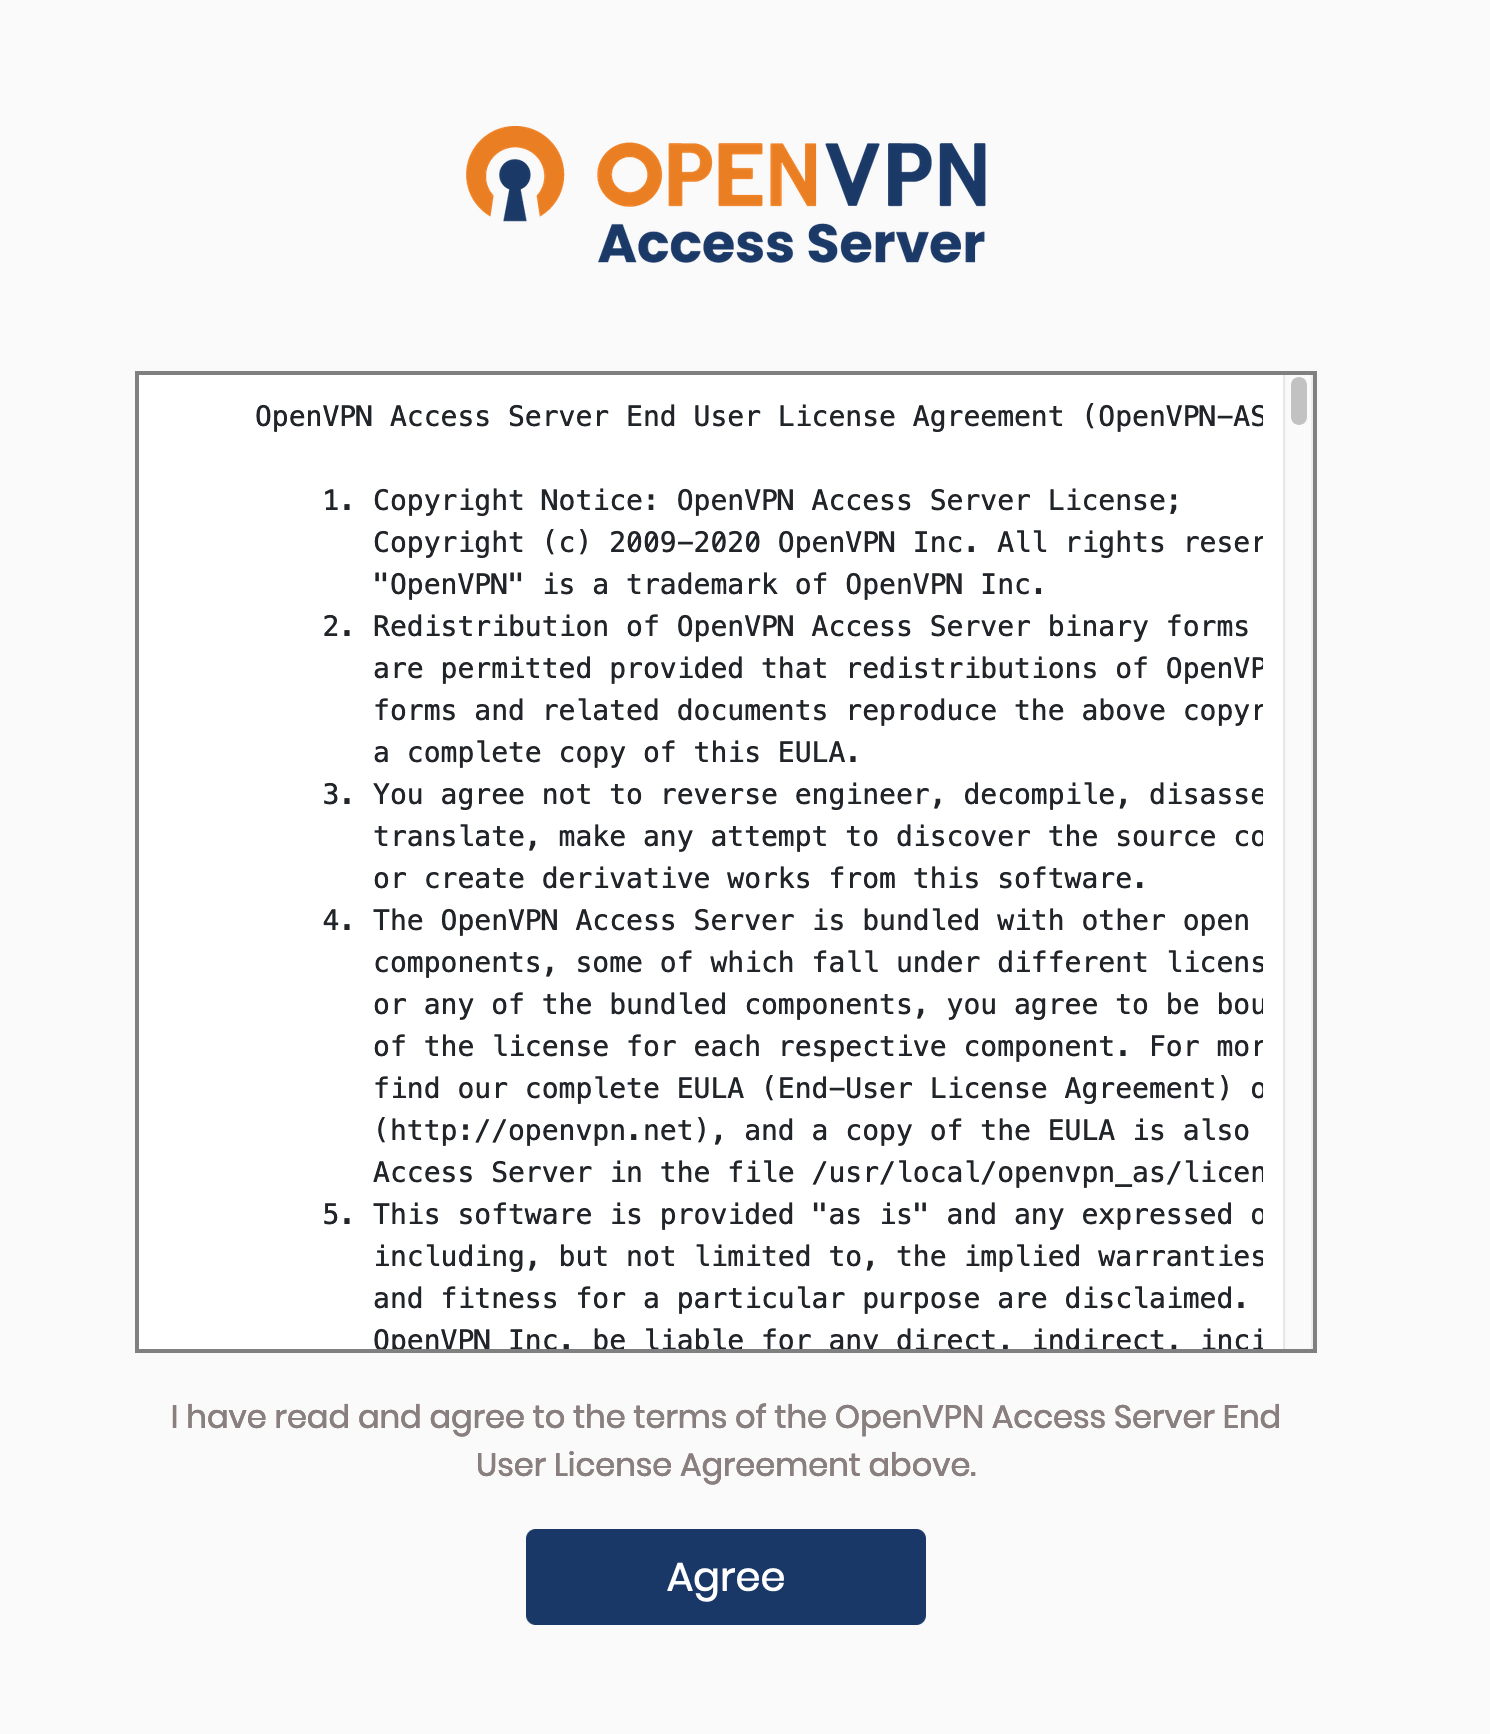 OPENVPN
Access Server
OpenVPN Access Server End User License Agreement (OpenVPN-AS
1. Copyright Notice: OpenVPN Access Server License;
Copyright (c) 2009-2020 OpenVPN Inc. All rights reser
"OpenVPN" is a trademark of OpenVPN Inc.
2. Redistribution of OpenVPN Access Server binary forms
are permitted provided that redistributions of OpenVP
forms and related documents reproduce the above copyr
a complete copy of this EULA.
3. You agree not to reverse engineer, decompile, disasse
translate, make any attempt to discover the source co
or create derivative works from this software.
4. The OpenVPN Access Server is bundled with other open
components, some of which fall under different licens
or any of the bundled components, you agree to be bou
of the license for each respective component. For mor
find our complete EULA (End-User License Agreement) o
(http://openvpn.net), and a copy of the EULA is also
Access Server in the file /usr/local/openvpn_as/licen
5. This software is provided "as is" and any expressed o
including, but not limited to, the implied warranties
and fitness for a particular purpose are disclaimed.
OpenVPN Inc. be liable for any direct, indirect, inci
I have read and agree to the terms of the OpenVPN Access Server End
User License Agreement above.
Agree